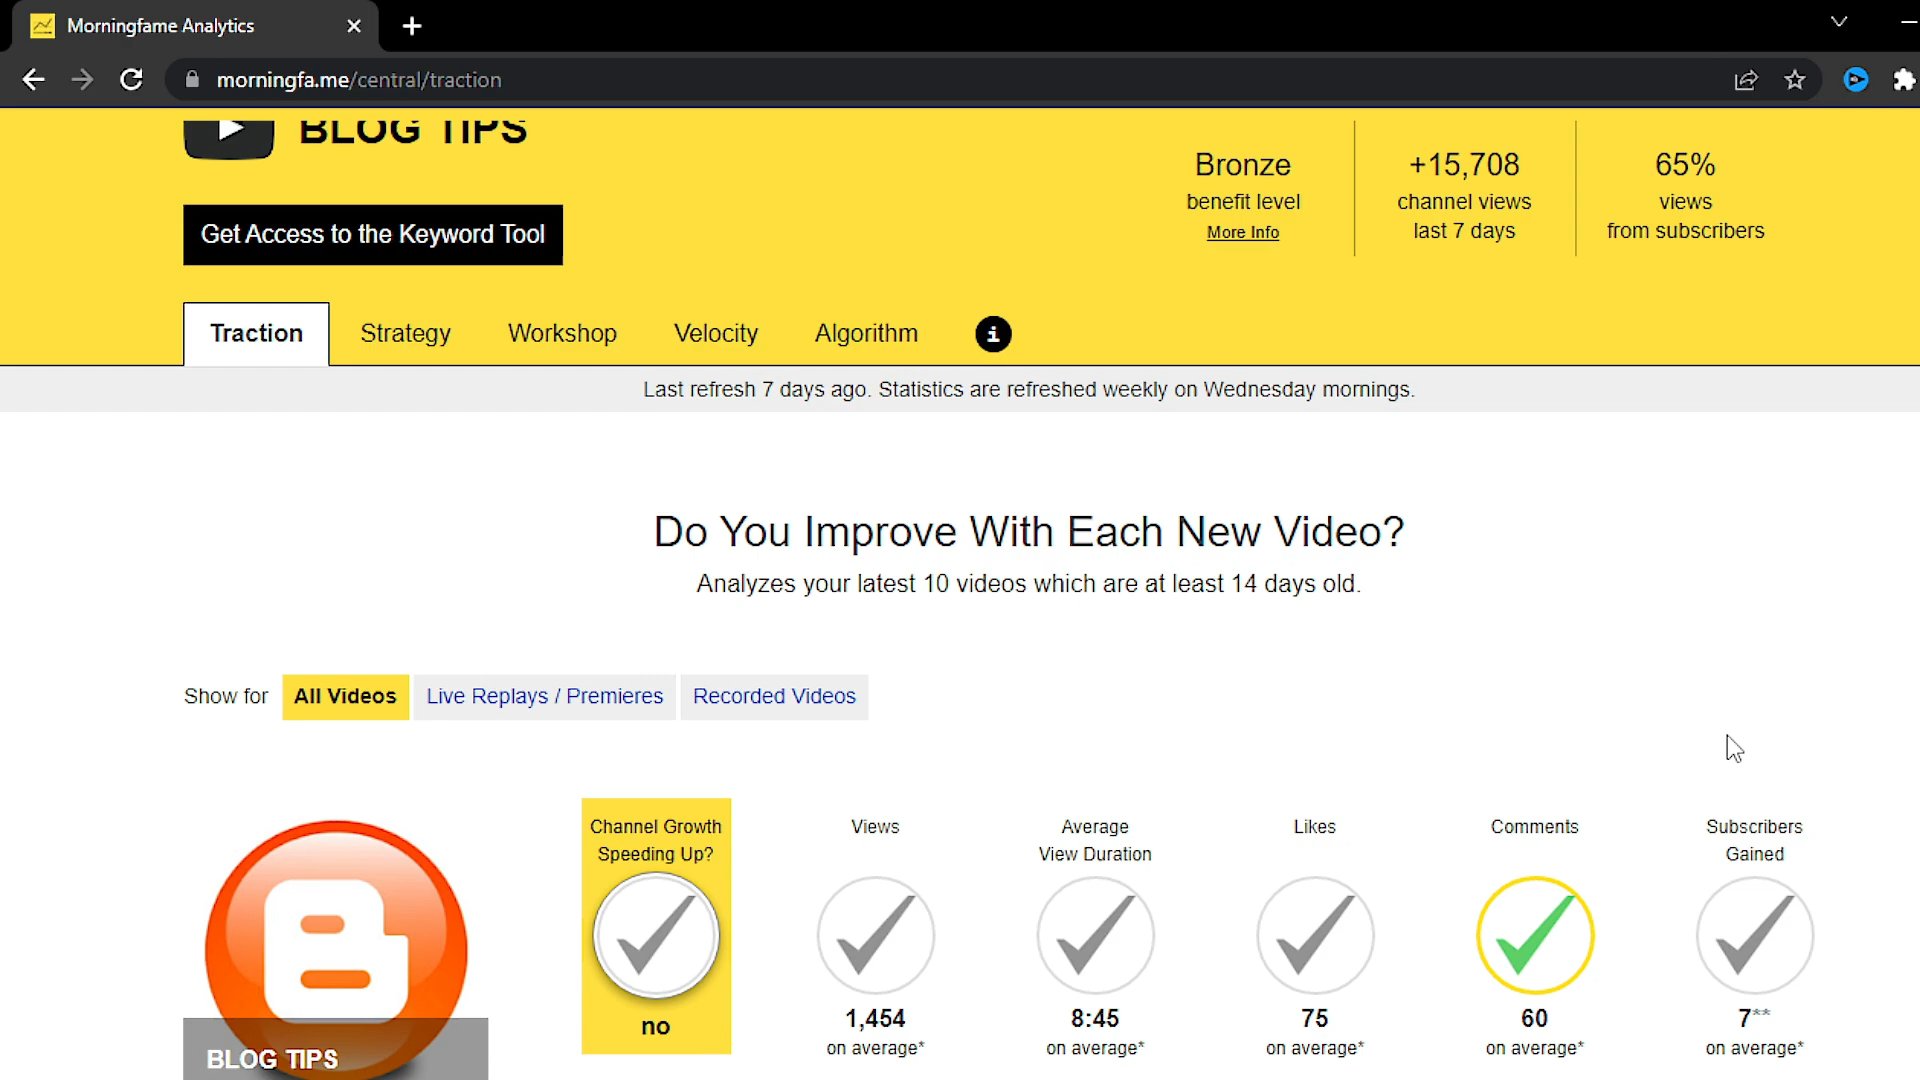 Morningfame Analytics
morningfa.me/central/traction
BLOG TIPS
Get Access to the Keyword Tool
Bronze
benefit level
More Info
+15,708
channel views
last 7 days
65%
views
from subscribers
Traction Strategy Workshop Velocity Algorithm i
Last refresh 7 days ago. Statistics are refreshed weekly on Wednesday mornings.
Do You Improve With Each New Video?
Analyzes your latest 10 videos which are at least 14 days old.
Show for All Videos Live Replays / Premieres Recorded Videos
BLOG TIPS
Channel Growth
Speeding Up?
no
Views
1,454
on average*
Average
View Duration
8:45
on average*
Likes
75
on average*
Comments
60
on average*
Subscribers
Gained
7**
on average*